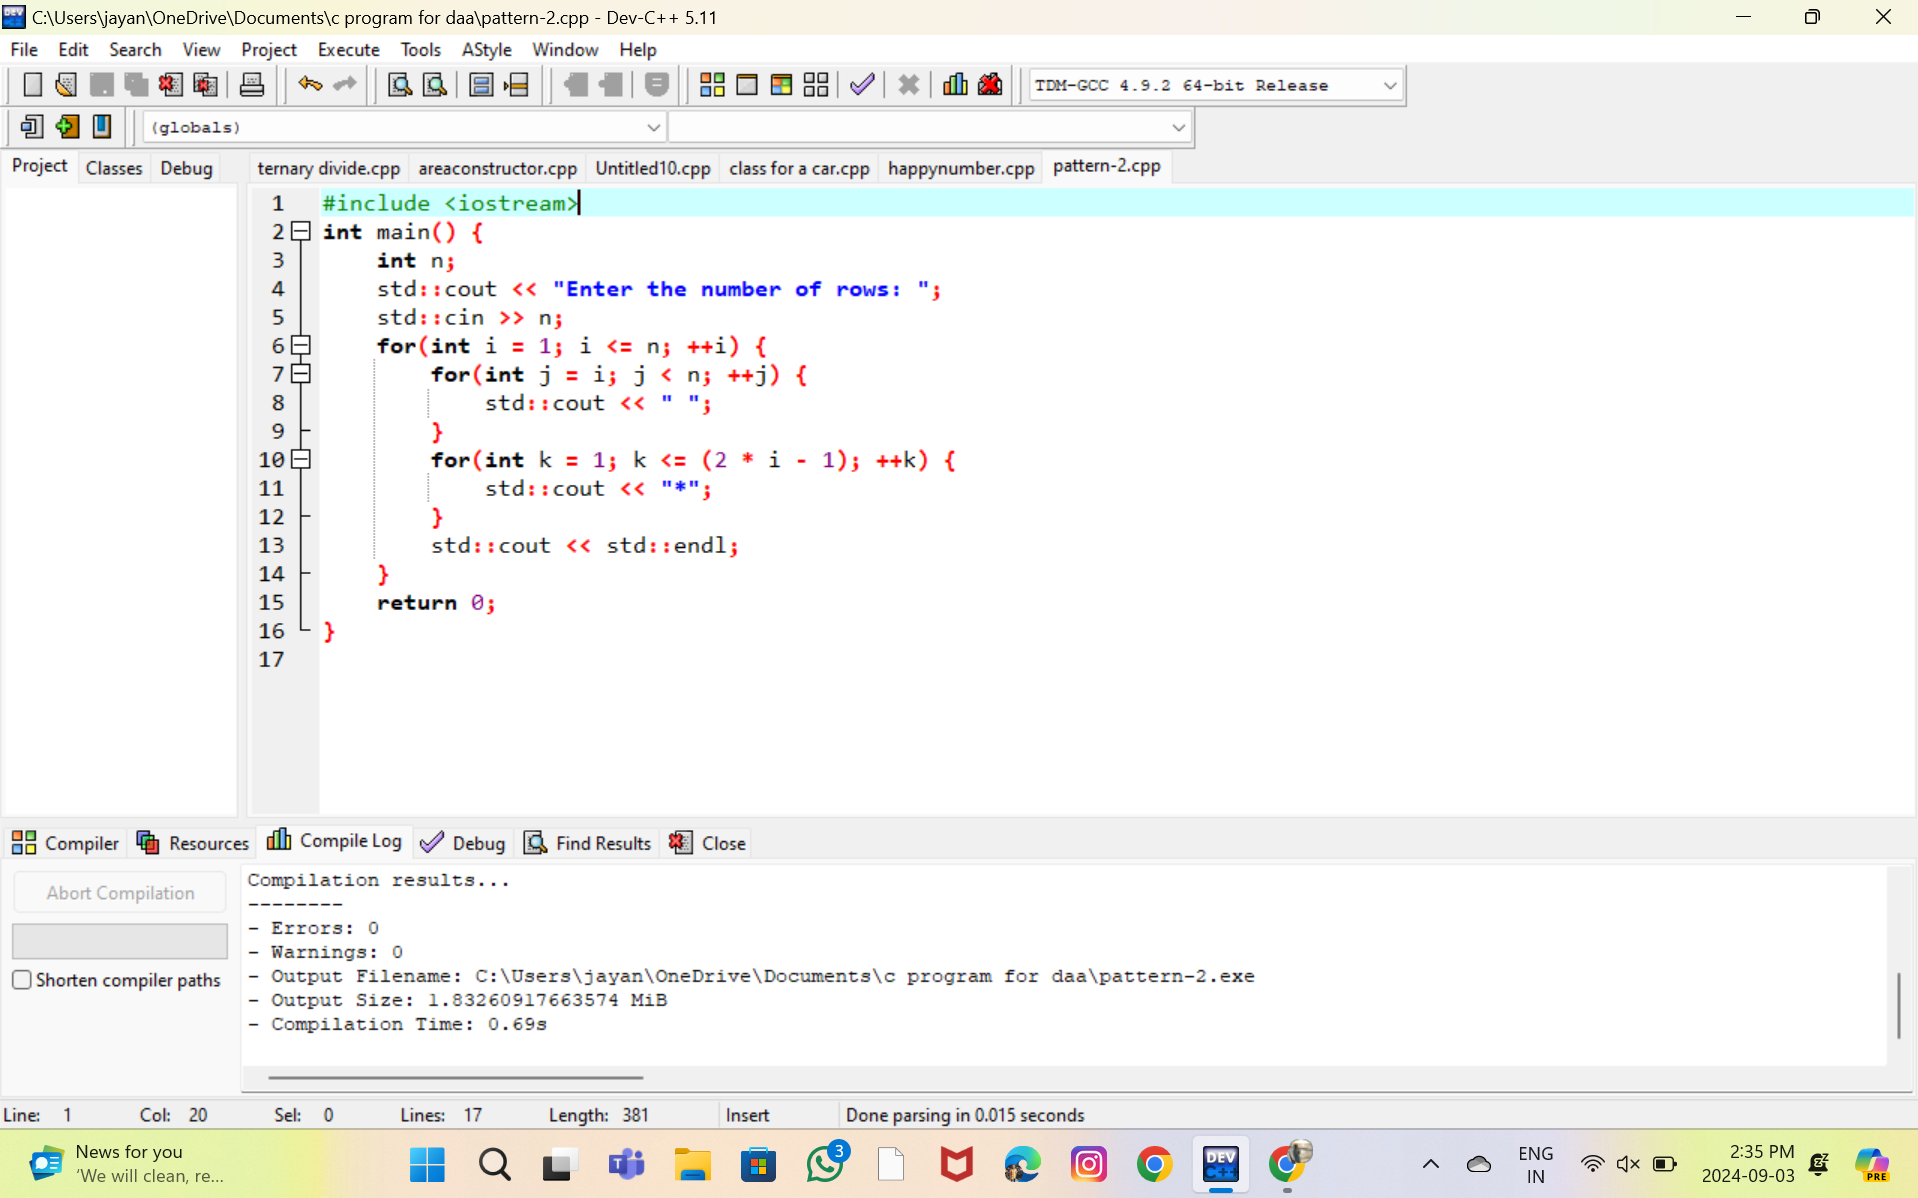 C:\Users\jayan\OneDrive\Documents\c program for daa\pattern-2.cpp - Dev-C++ 5.11
File Edit Search View Project Execute Tools AStyle Window Help
TDM-GCC 4.9.2 64-bit Release
(globals)
Project Classes Debug ternary divide.cpp areaconstructor.cpp Untitled10.cpp class for a car.cpp happynumber.cpp pattern-2.cpp
1 #include <iostream>
2 int main() {
3     int n;
4     std::cout << "Enter the number of rows: ";
5     std::cin >> n;
6     for(int i = 1; i <= n; ++i) {
7         for(int j = i; j < n; ++j) {
8             std::cout << " ";
9         }
10         for(int k = 1; k <= (2 * i - 1); ++k) {
11             std::cout << "*";
12         }
13         std::cout << std::endl;
14     }
15     return 0;
16 }
17
Compiler Resources Compile Log Debug Find Results Close
Abort Compilation
Shorten compiler paths
Compilation results...
--------
- Errors: 0
- Warnings: 0
- Output Filename: C:\Users\jayan\OneDrive\Documents\c program for daa\pattern-2.exe
- Output Size: 1.83260917663574 MiB
- Compilation Time: 0.69s
Line: 1 Col: 20 Sel: 0 Lines: 17 Length: 381 Insert Done parsing in 0.015 seconds
News for you
'We will clean, re...
3
DEV
C++
ENG
IN
2:35 PM
2024-09-03
PRE